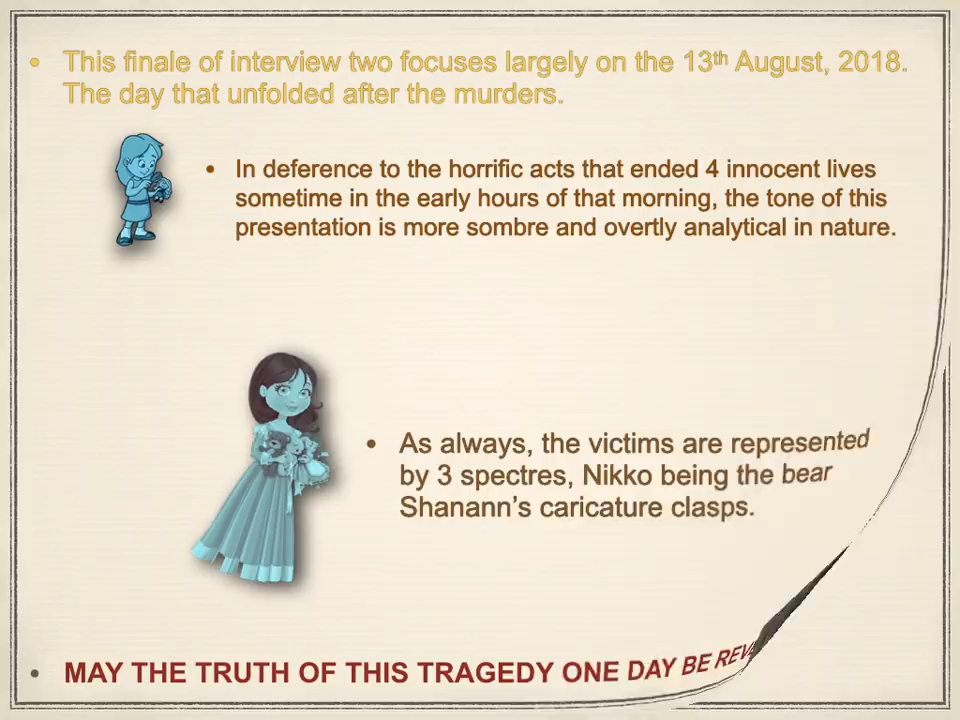 This finale of interview two focuses largely on the 13th August, 2018.
The day that unfolded after the murders.
In deference to the horrific acts that ended 4 innocent lives
sometime in the early hours of that morning, the tone of this
presentation is more sombre and overtly analytical in nature.
As always, the victims are represented
by 3 spectres, Nikko being the bear
Shanann's caricature clasps.
MAY THE TRUTH OF THIS TRAGEDY ONE DAY BE